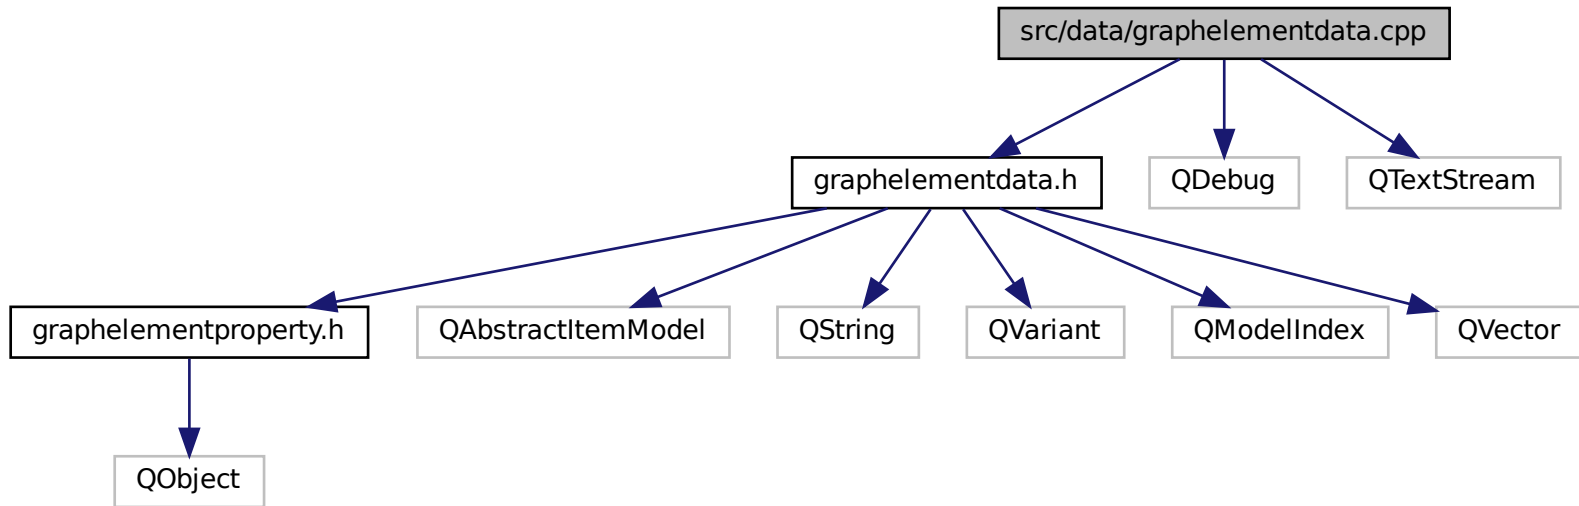 src/data/graphelementdata.cpp
graphelementdata.h
QDebug
QTextStream
graphelementproperty.h
QAbstractItemModel
QString
QVariant
QModelIndex
QVector
QObject